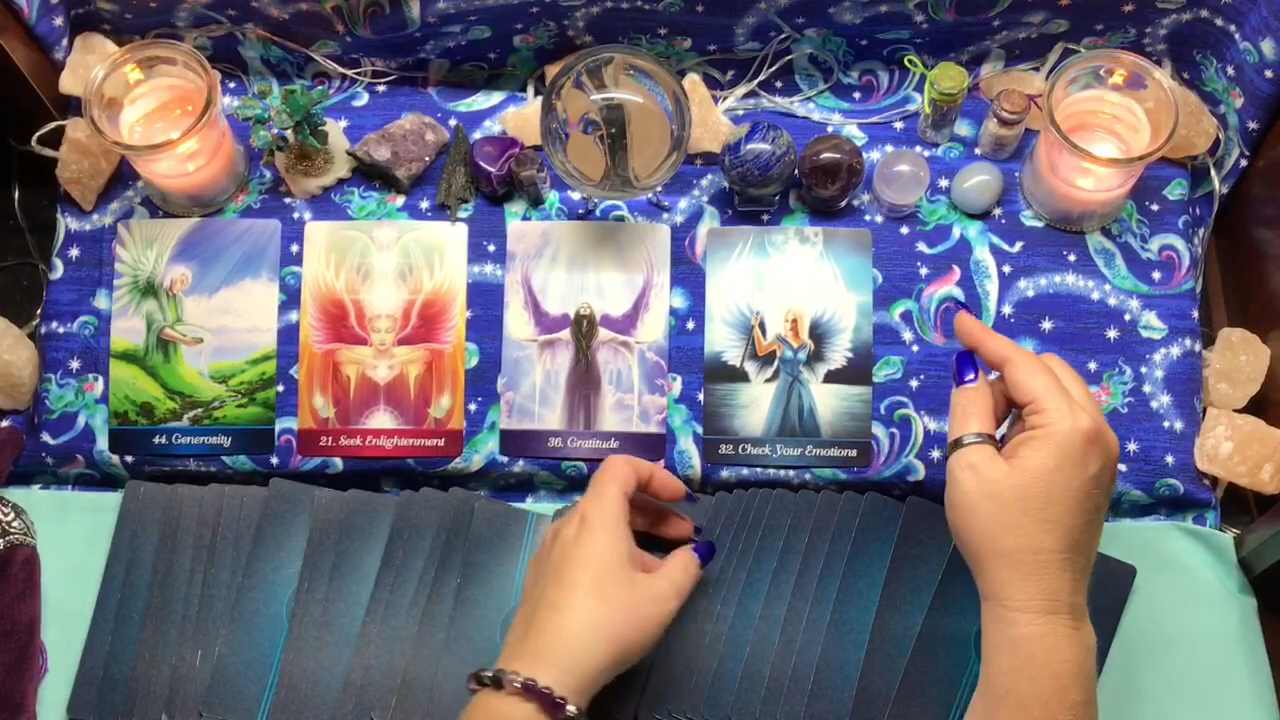 44. Generosity
21. Seek Enlightenment
36. Gratitude
32. Check Your Emotions